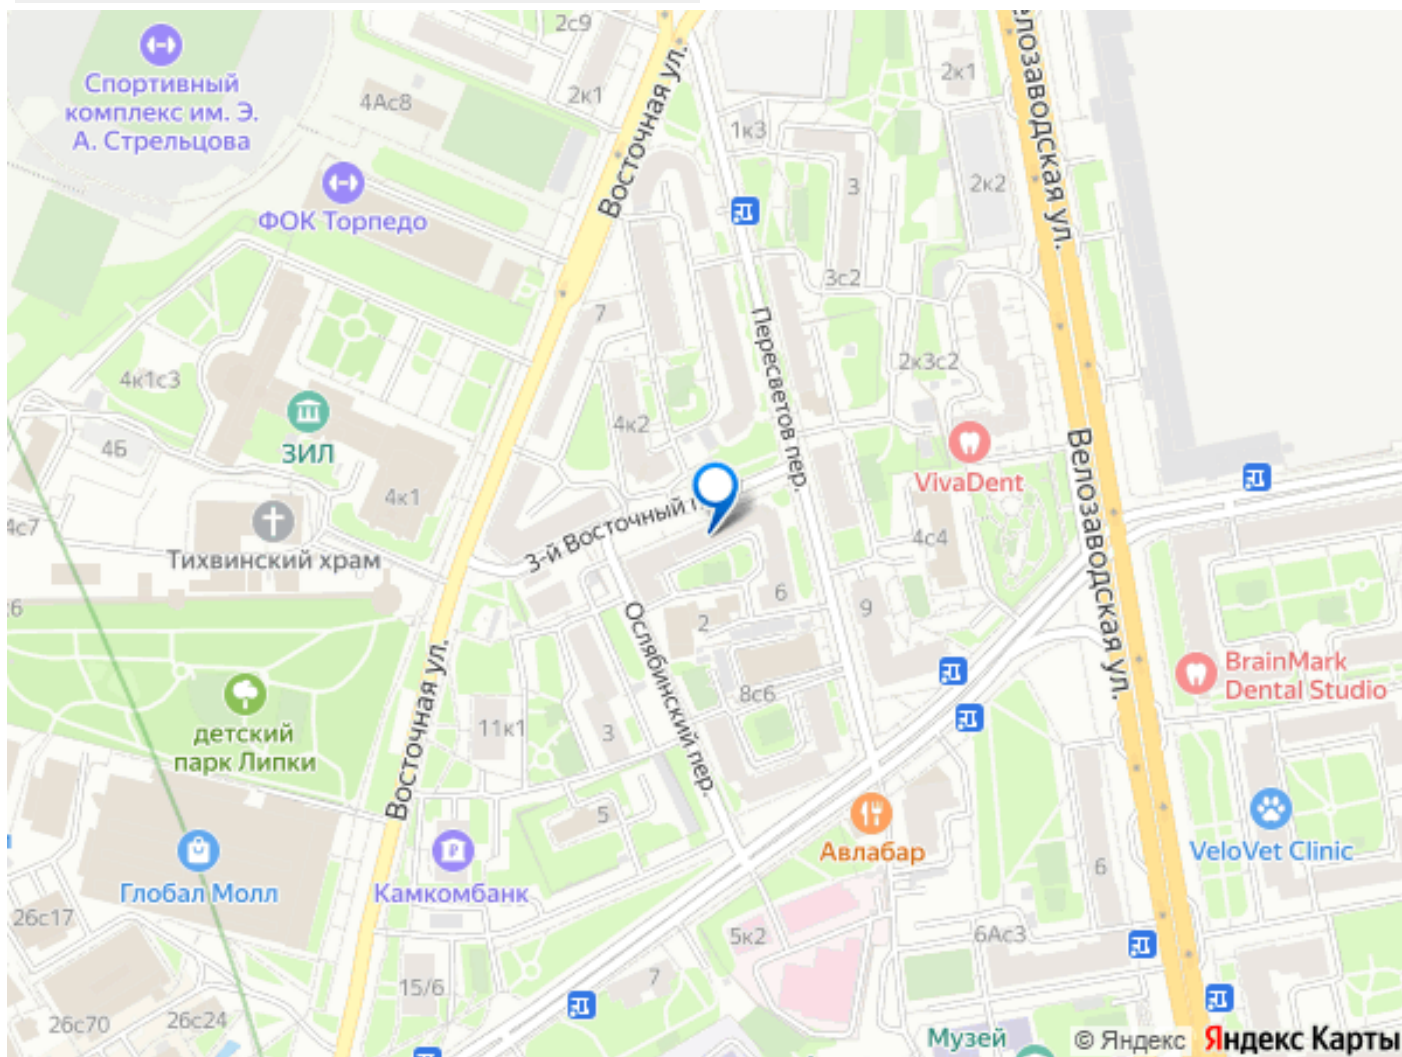 2с9
Спортивный
комплекс им. Э.
А. Стрельцова
4Ас8
2к1
Восточная ул.
2к1
Велозаводская ул.
1к3
3
2к2
ФОК Торпедо
3с2
7
Пересветов пер.
4к1с3
2к3с2
ЗИЛ
4Б
4к2
4к1
VivaDent
Велозаводская ул.
4с7
3-й Восточный
4с4
Тихвинский храм
6
9
2
Ослябинский пер.
Восточная ул.
BrainMark
Dental Studio
8с6
детский
парк Липки
11к1
3
5
Авлабар
VeloVet Clinic
6
Глобал Молл
Камкомбанк
26с17
5к2
6Ас3
7
15/6
26с70
26с24
Музей
© Яндекс
Яндекс Карты